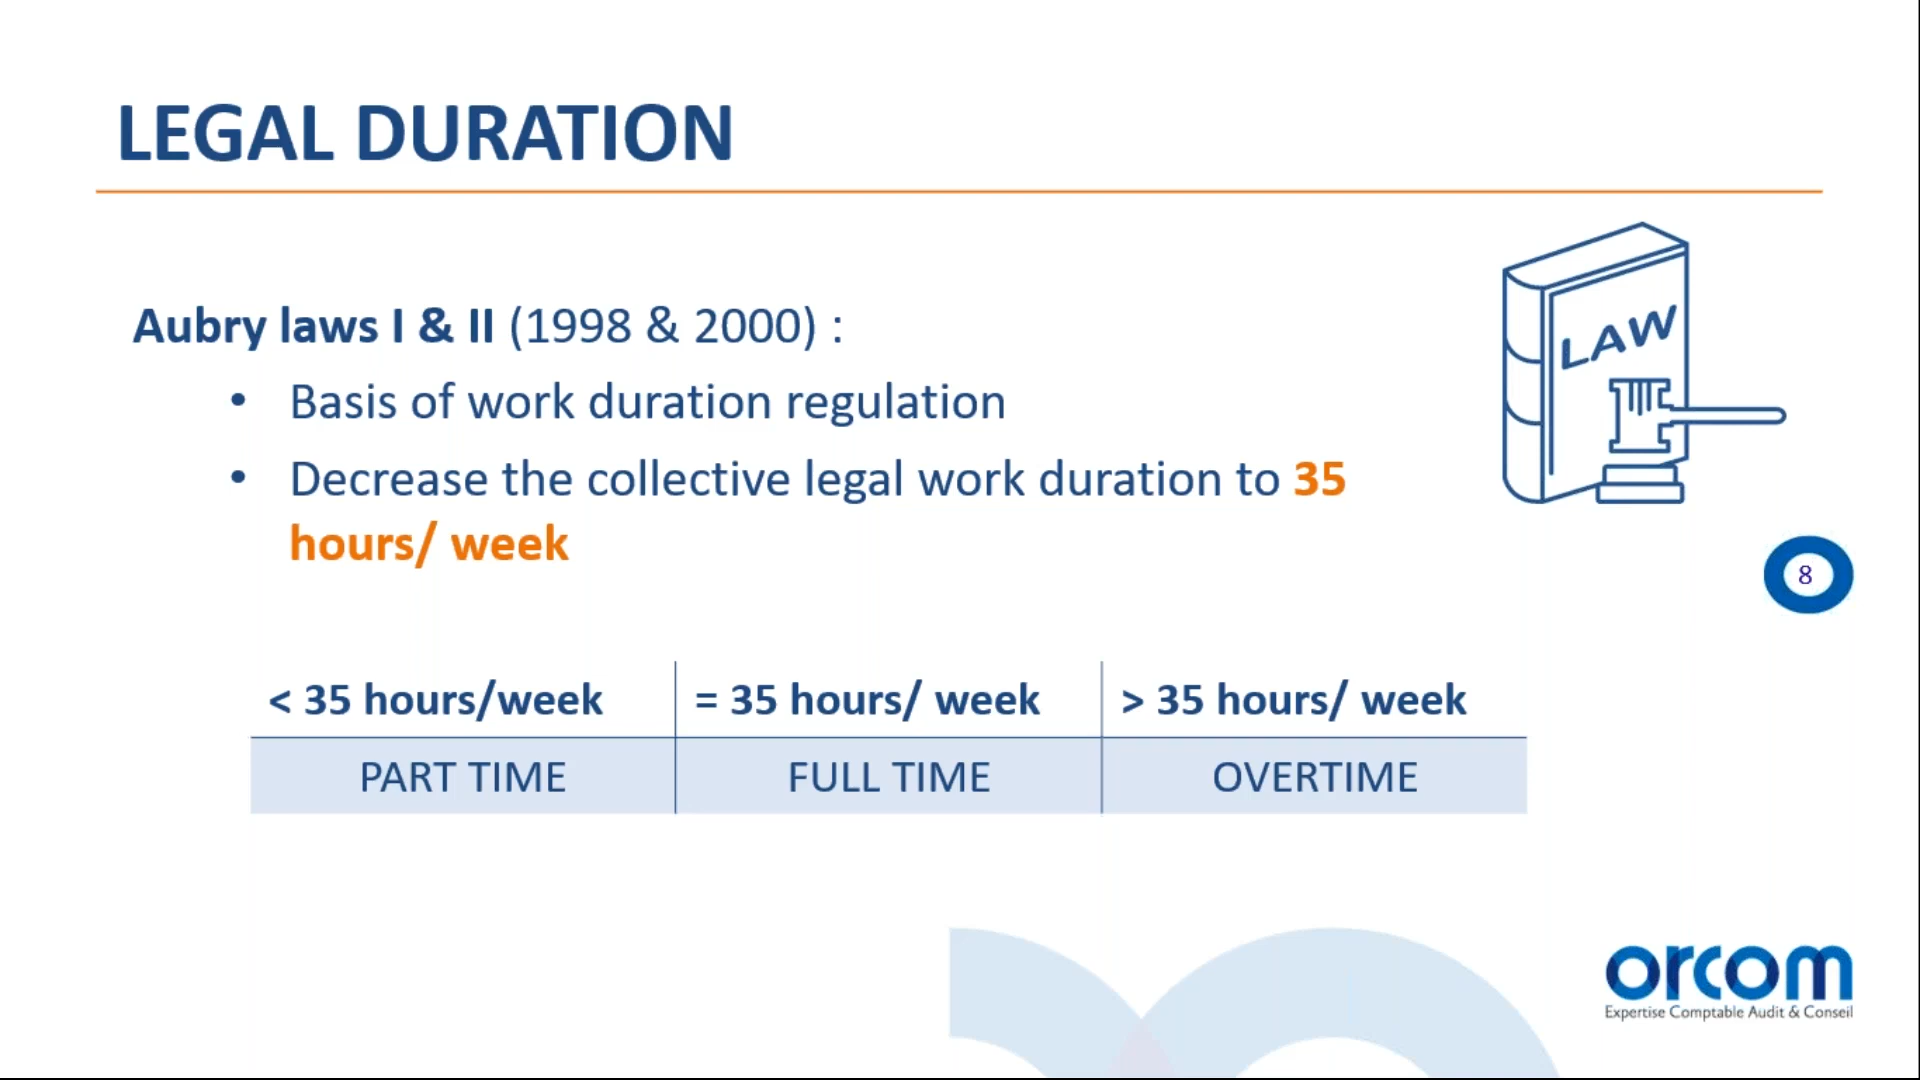 LEGAL DURATION
Aubry laws I & II (1998 & 2000) :
• Basis of work duration regulation
• Decrease the collective legal work duration to 35
hours/ week
LAW
8
< 35 hours/week = 35 hours/ week > 35 hours/ week
PART TIME FULL TIME OVERTIME
orcom
Expertise Comptable Audit & Conseil